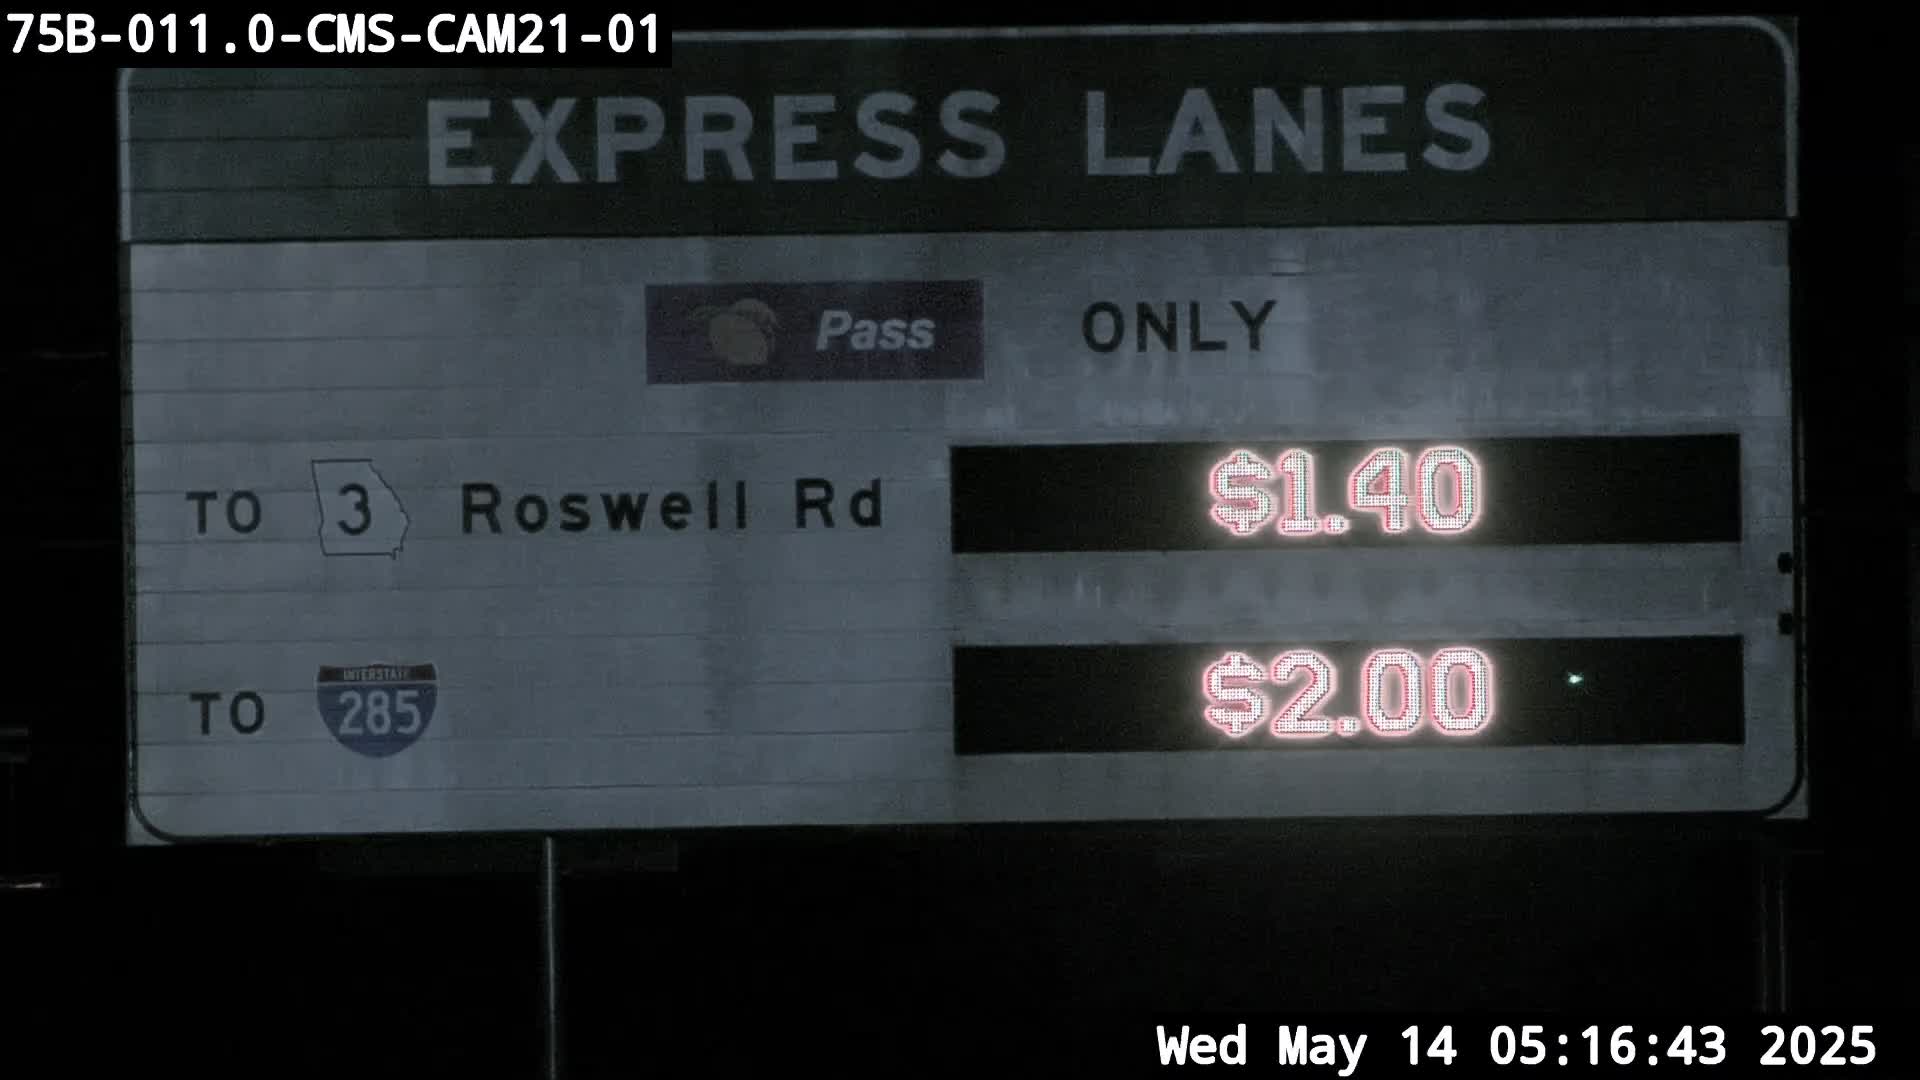 75B-011.0-CMS-CAM21-01
EXPRESS LANES
Pass ONLY
TO 3 Roswell Rd $1.40
INTERSTATE
TO 285 $2.00
Wed May 14 05:16:43 2025